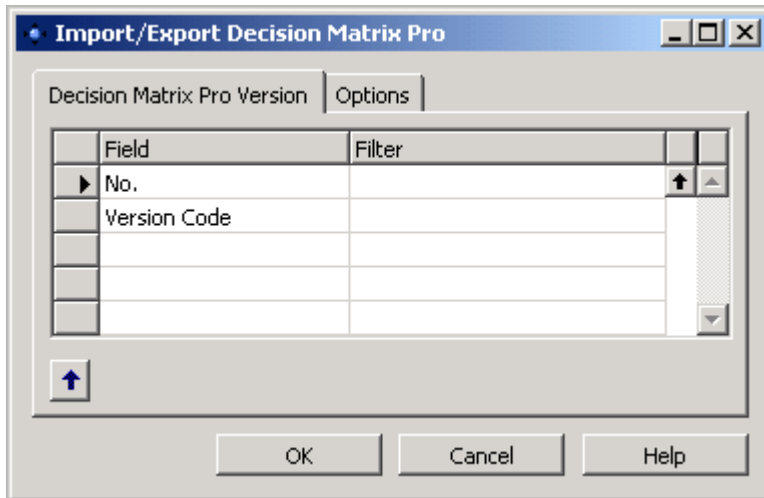 Import/Export Decision Matrix Pro
Decision Matrix Pro Version Options
Field Filter
No.
Version Code
OK Cancel Help